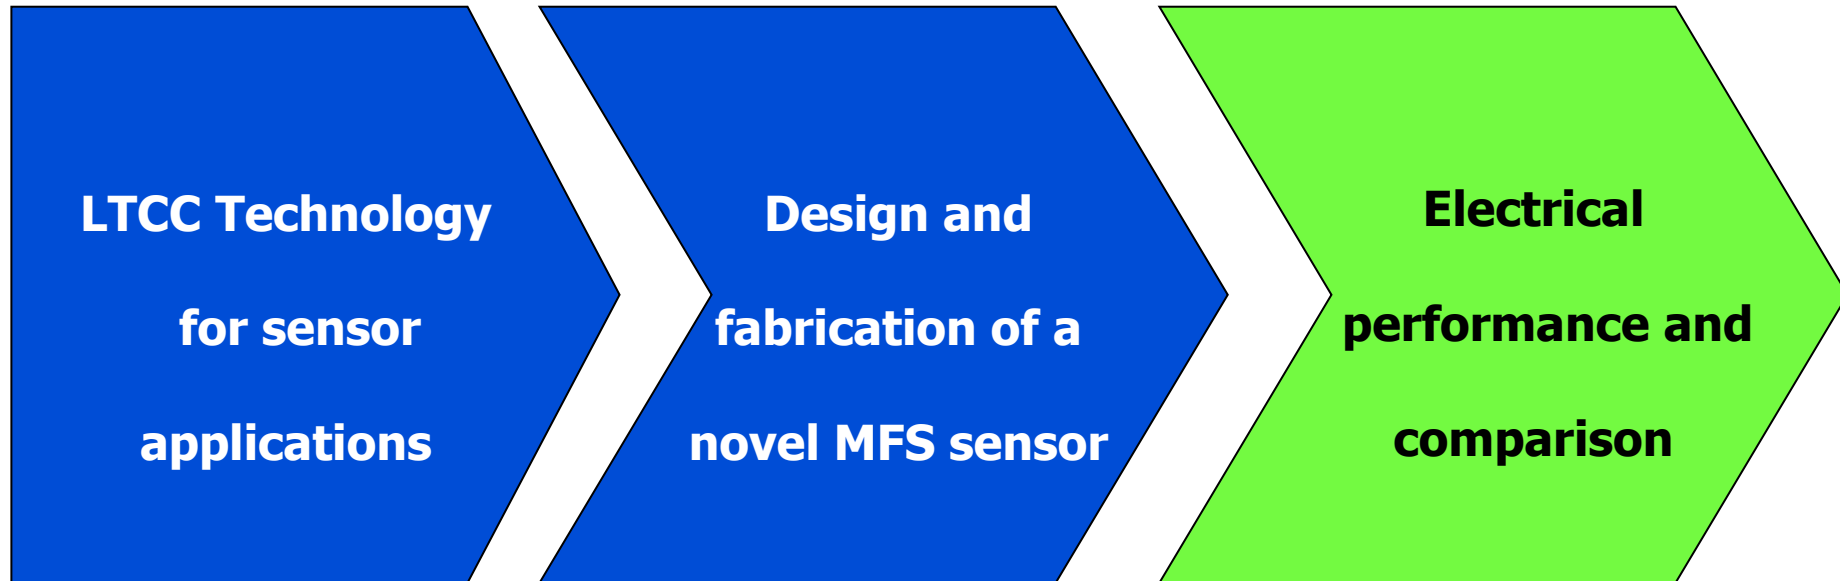 LTCC Technology
for sensor
applications
Design and
fabrication of a
novel MFS sensor
Electrical
performance and
comparison